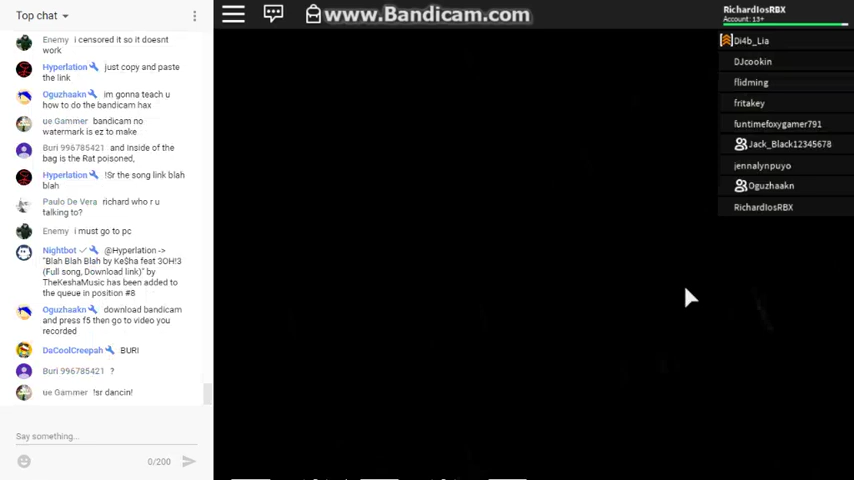 Top chat
Enemy i censored it so it doesnt
work
Hyperlation just copy and paste
the link
Oguzhaakn im gonna teach u
how to do the bandicam hax
ue Gammer bandicam no
watermark is ez to make
Buri 996785421 and Inside of the
bag is the Rat poisoned,
Hyperlation !Sr the song link blah
blah
Paulo De Vera richard who r u
talking to?
Enemy i must go to pc
Nightbot @Hyperlation ->
"Blah Blah Blah by Ke$ha feat 3OH!3
(Full song, Download link)" by
TheKeshaMusic has been added to
the queue in position #8
Oguzhaakn download bandicam
and press f5 then go to video you
recorded
DaCoolCreepah BURI
Buri 996785421 ?
ue Gammer !sr dancin!
Say something...
0/200
www.Bandicam.com
RichardIosRBX
Account: 13+
Di4b_Lia
DJcookin
flidming
fritakey
funtimefoxygamer791
Jack_Black12345678
jennalynpuyo
Oguzhaakn
RichardIosRBX